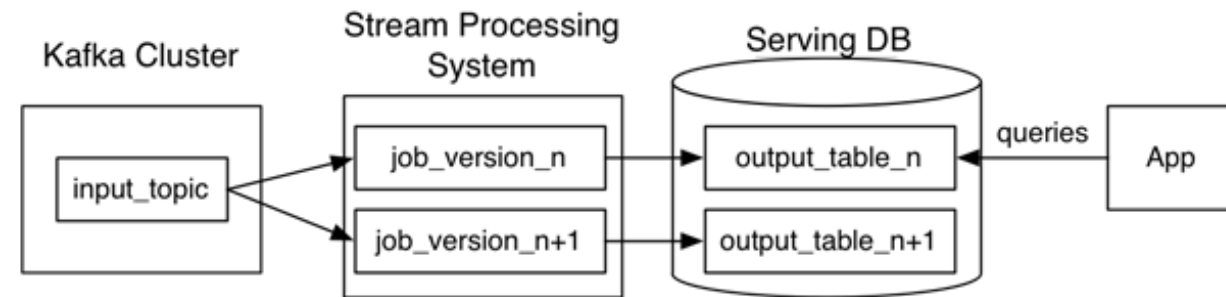 Kafka Cluster
Stream Processing
System
Serving DB
input_topic
job_version_n
job_version_n+1
output_table_n
output_table_n+1
queries
App